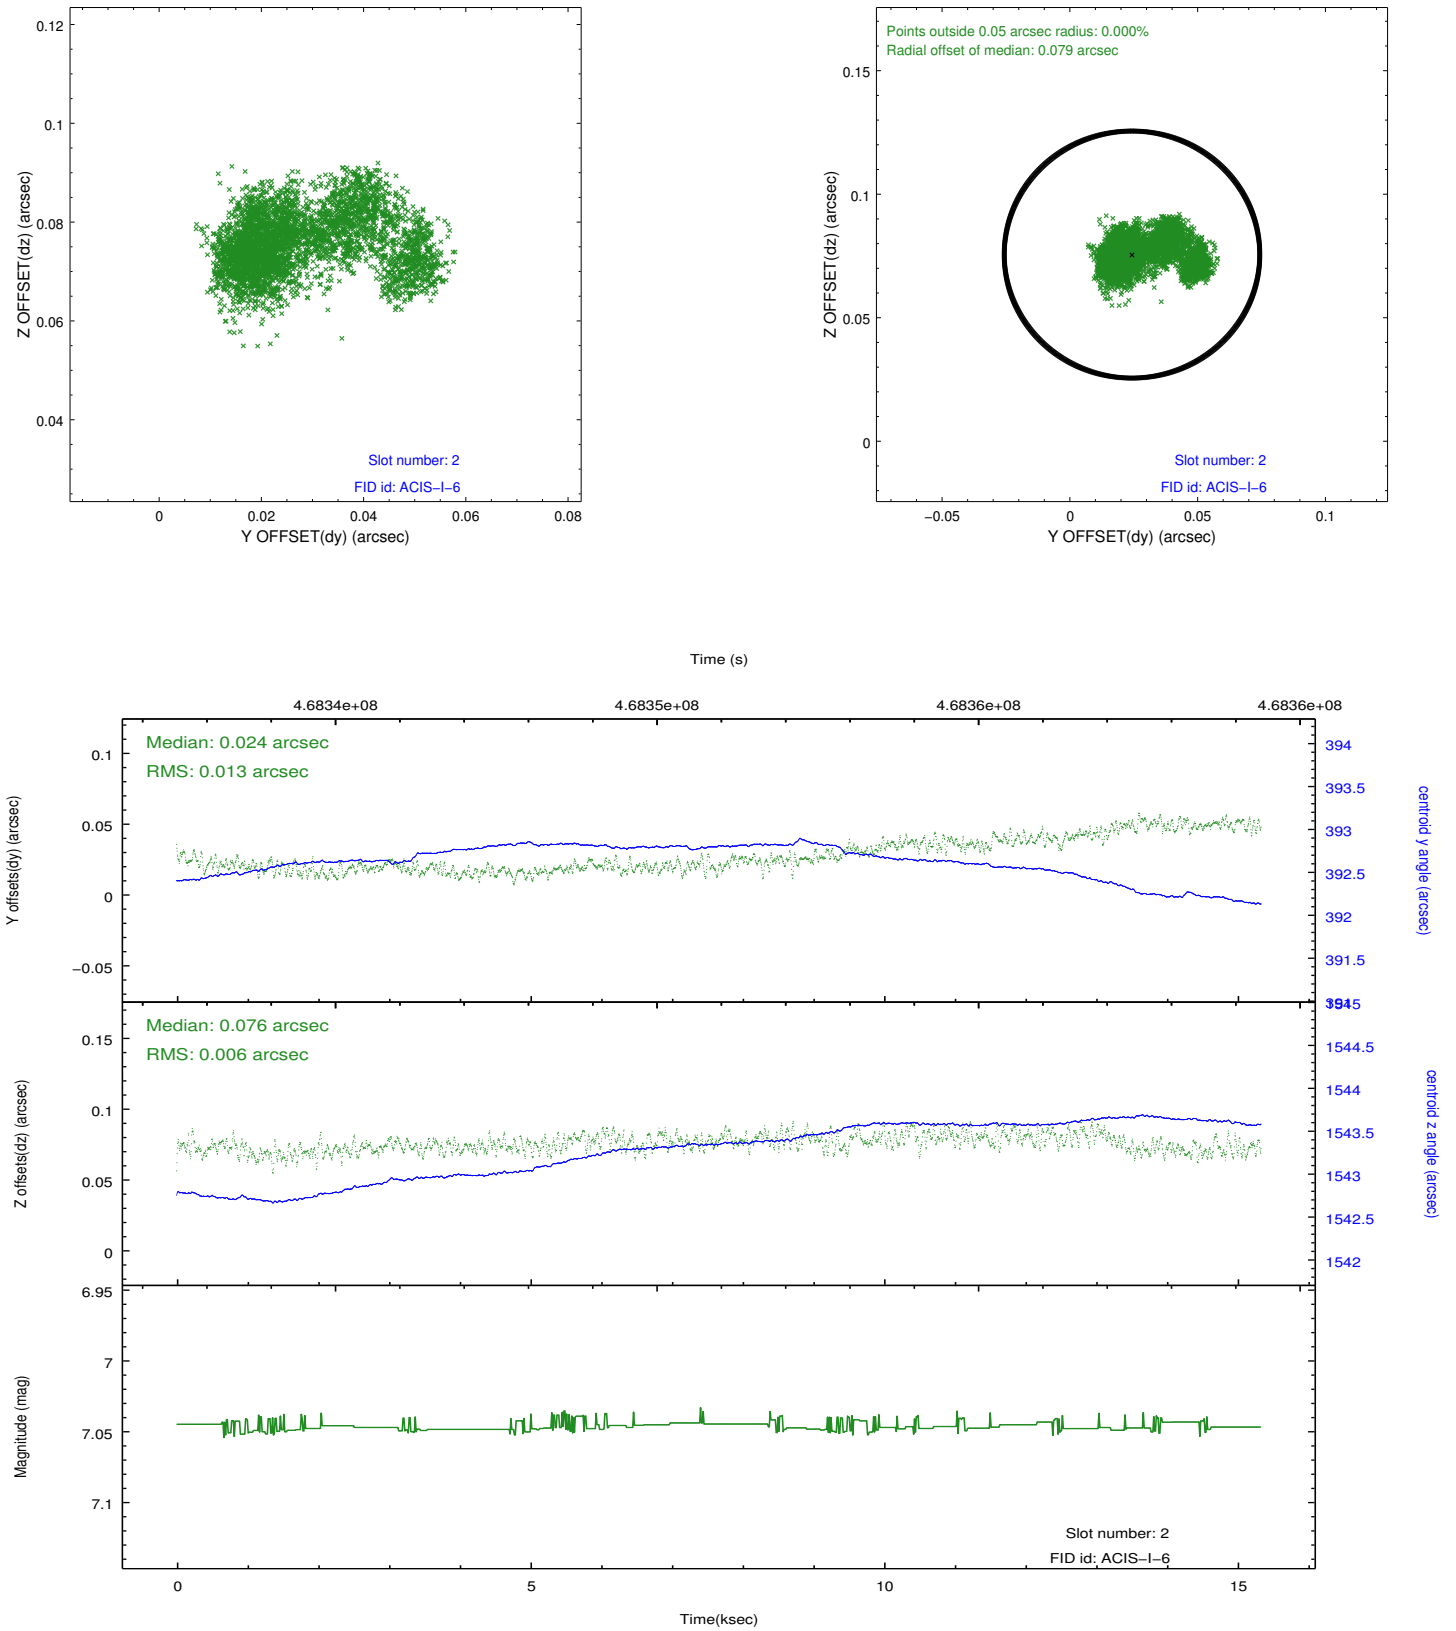 0.12
0.1
0.08
0.06
0.04
Z OFFSET(dz) (arcsec)
Slot number: 2
FID id: ACIS−I−6
0 0.02 0.04 0.06 0.08
Y OFFSET(dy) (arcsec)
Points outside 0.05 arcsec radius: 0.000%
Radial offset of median: 0.079 arcsec
0.15
0.1
0.05
0
Z OFFSET(dz) (arcsec)
Slot number: 2
FID id: ACIS−I−6
−0.05 0 0.05 0.1
Y OFFSET(dy) (arcsec)
Time (s)
4.6834e+08 4.6835e+08 4.6836e+08 4.6836e+08
Median: 0.024 arcsec
RMS: 0.013 arcsec
0.1
0.05
0
−0.05
Y offsets(dy) (arcsec)
394
393.5
393
392.5
392
391.5
391
centroid y angle (arcsec)
Median: 0.076 arcsec
RMS: 0.006 arcsec
0.15
0.1
0.05
0
Z offsets(dz) (arcsec)
1545
1544.5
1544
1543.5
1543
1542.5
1542
centroid z angle (arcsec)
6.95
7
7.05
7.1
Magnitude (mag)
Slot number: 2
FID id: ACIS−I−6
0 5 10 15
Time(ksec)